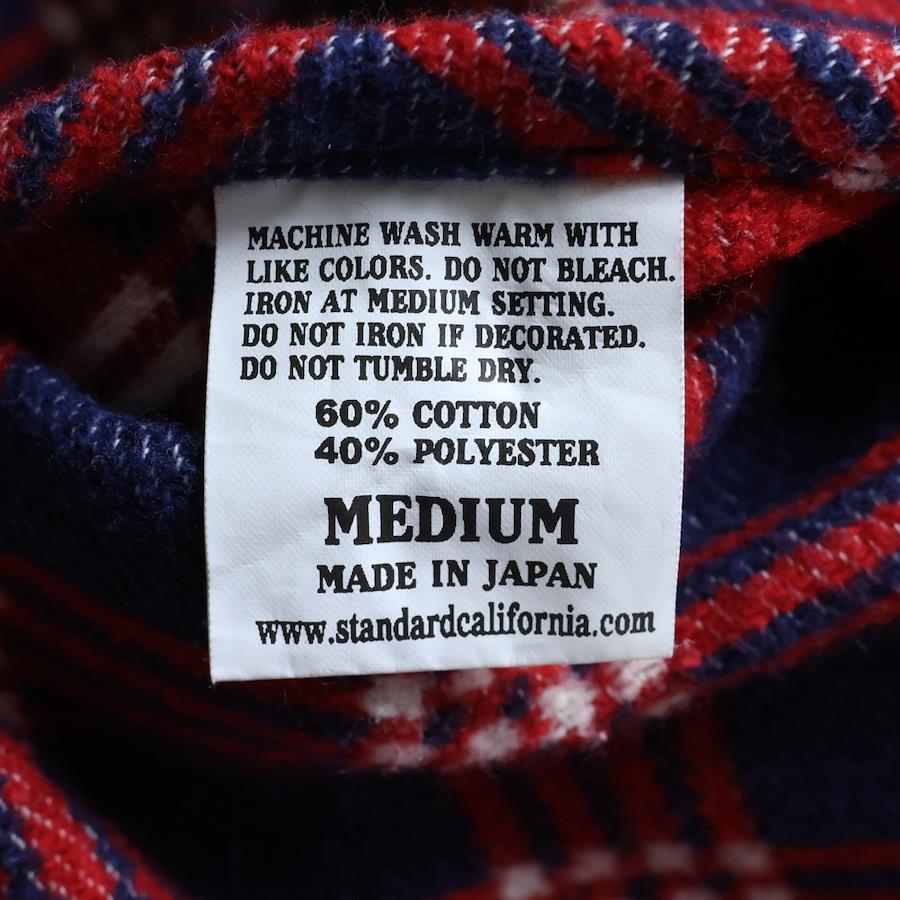 MACHINE WASH WARM WITH
LIKE COLORS. DO NOT BLEACH.
IRON AT MEDIUM SETTING.
DO NOT IRON IF DECORATED.
DO NOT TUMBLE DRY.
60% COTTON
40% POLYESTER
MEDIUM
MADE IN JAPAN
www.standardcalifornia.com